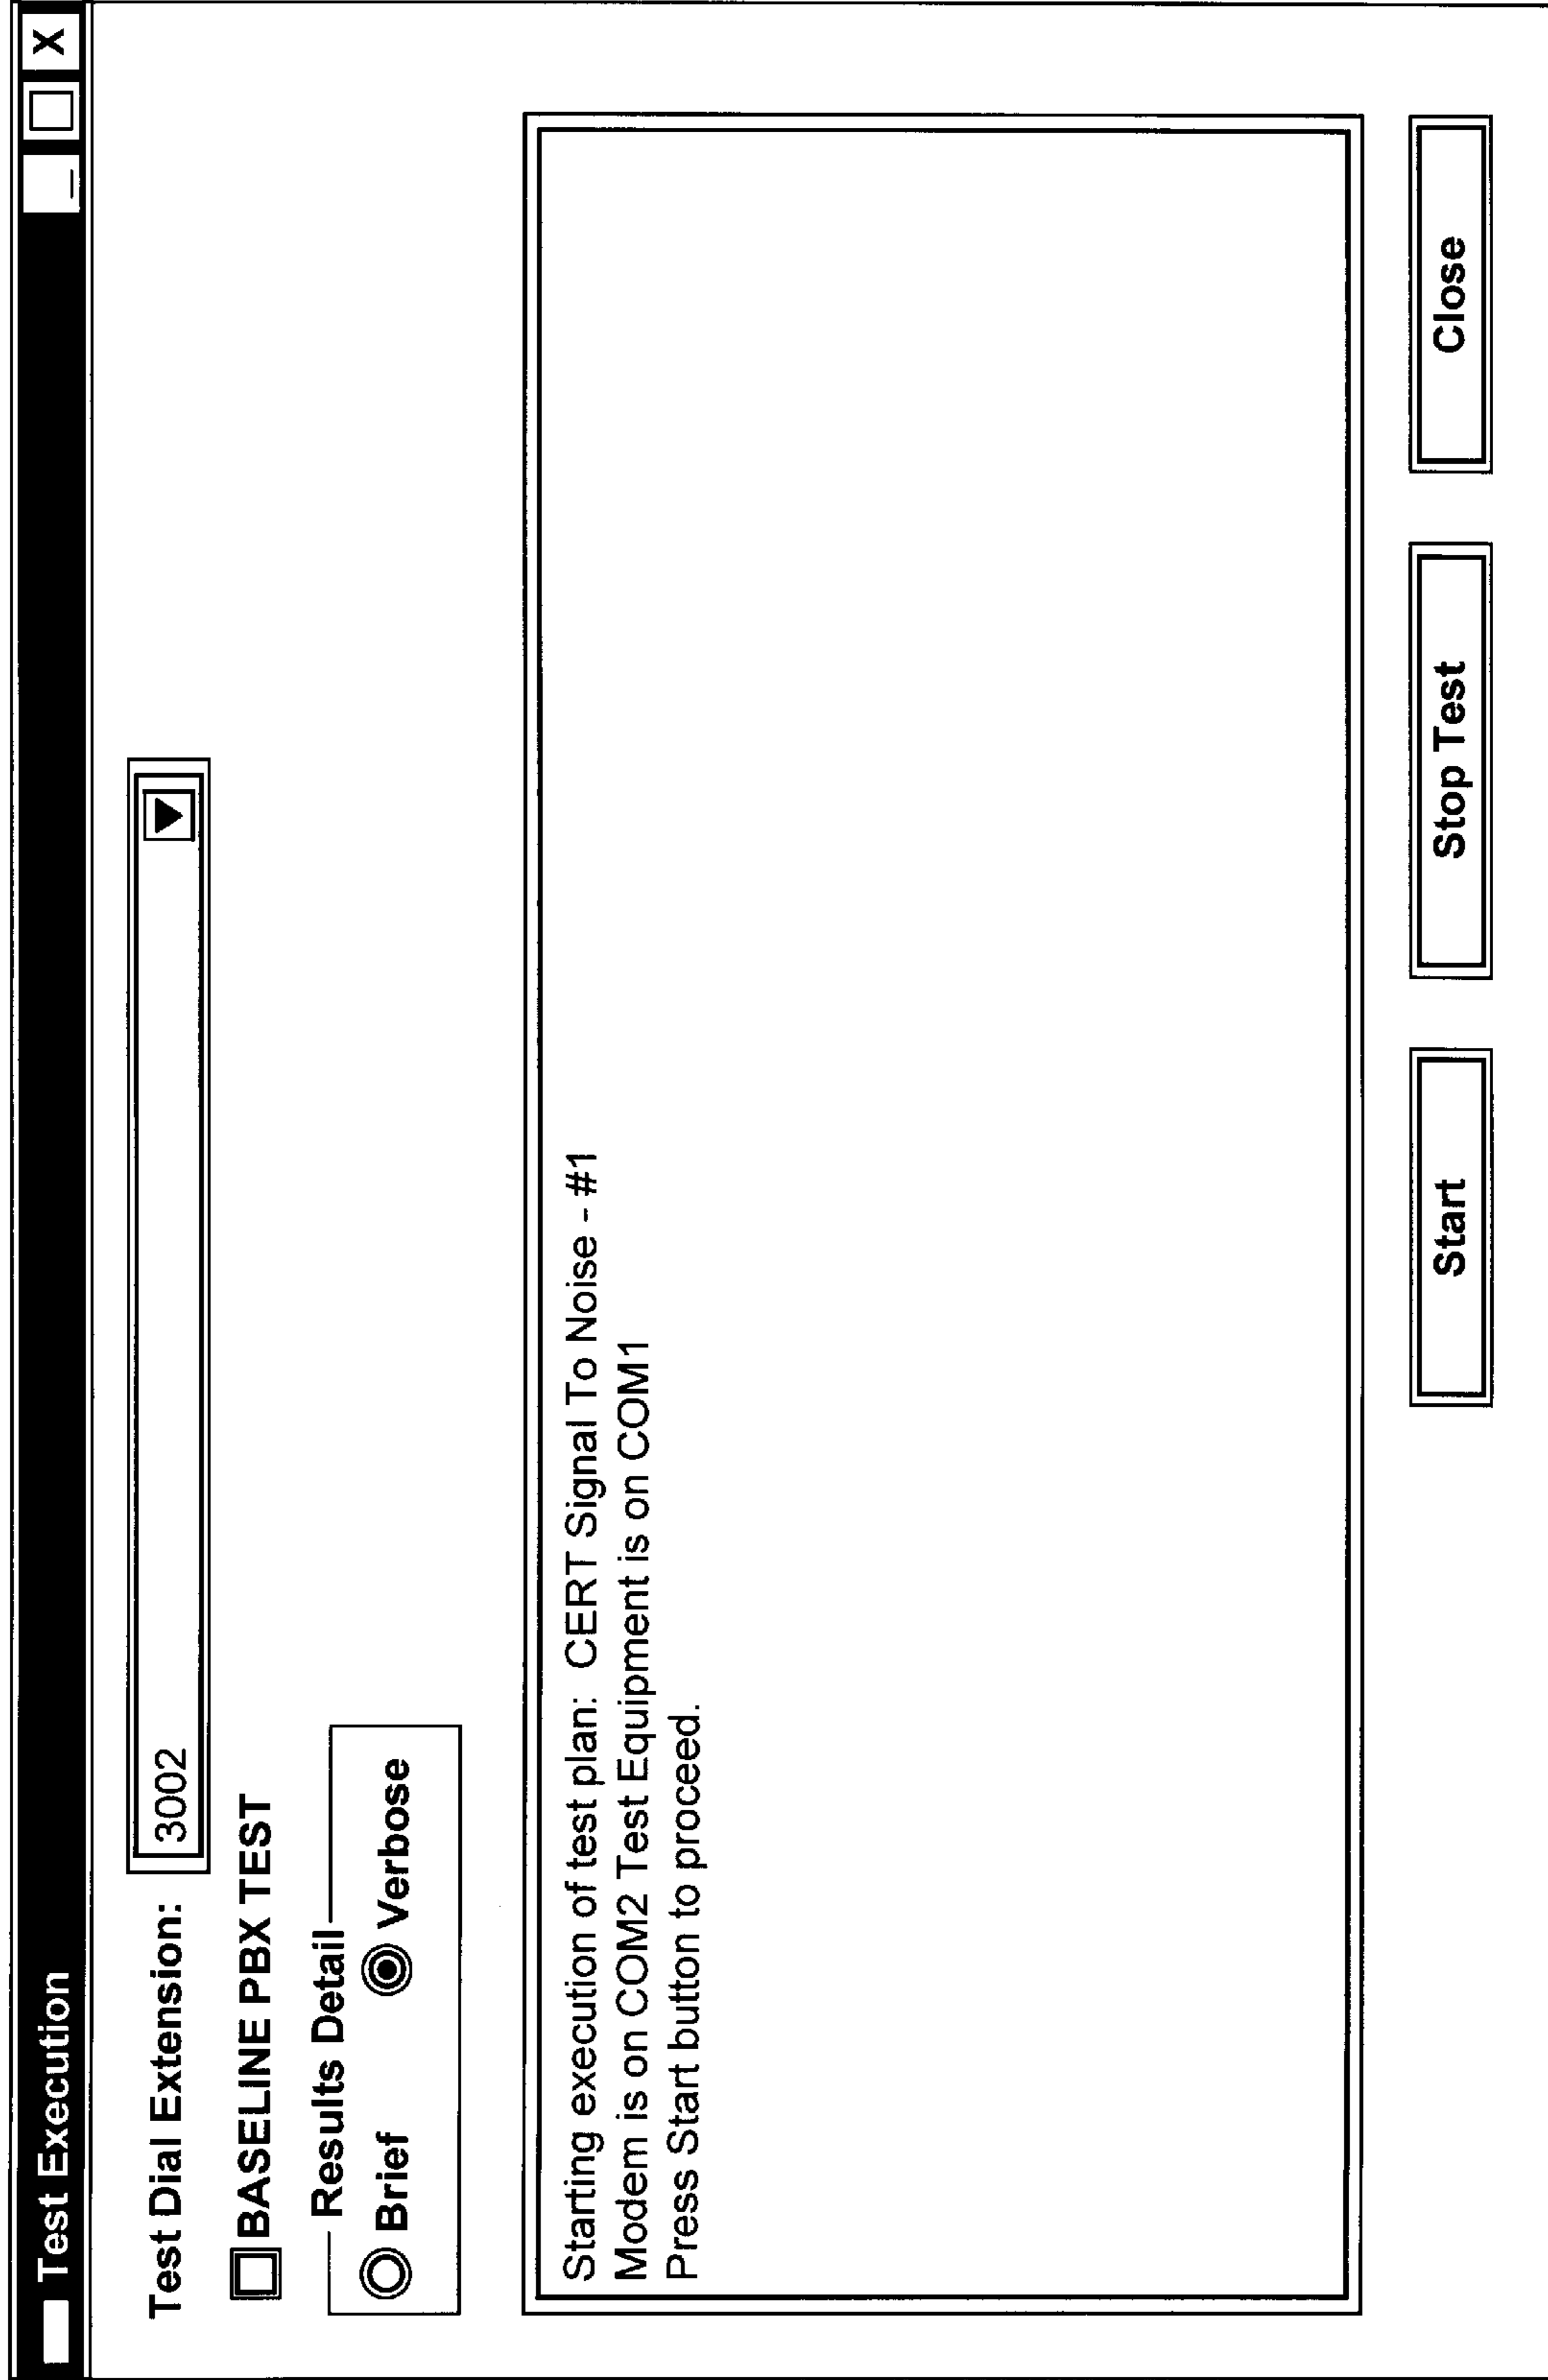 Test Execution
_ X
Test Dial Extension: 3002
BASELINE PBX TEST
Results Detail
Brief Verbose
Starting execution of test plan: CERT Signal To Noise - #1
Modem is on COM2 Test Equipment is on COM1
Press Start button to proceed.
Start Stop Test Close